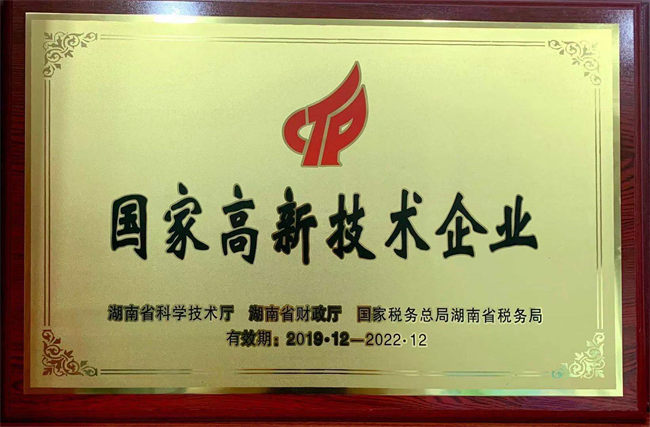 CTP
国家高新技术企业
湖南省科学技术厅 湖南省财政厅 国家税务总局湖南省税务局
有效期：2019·12—2022·12